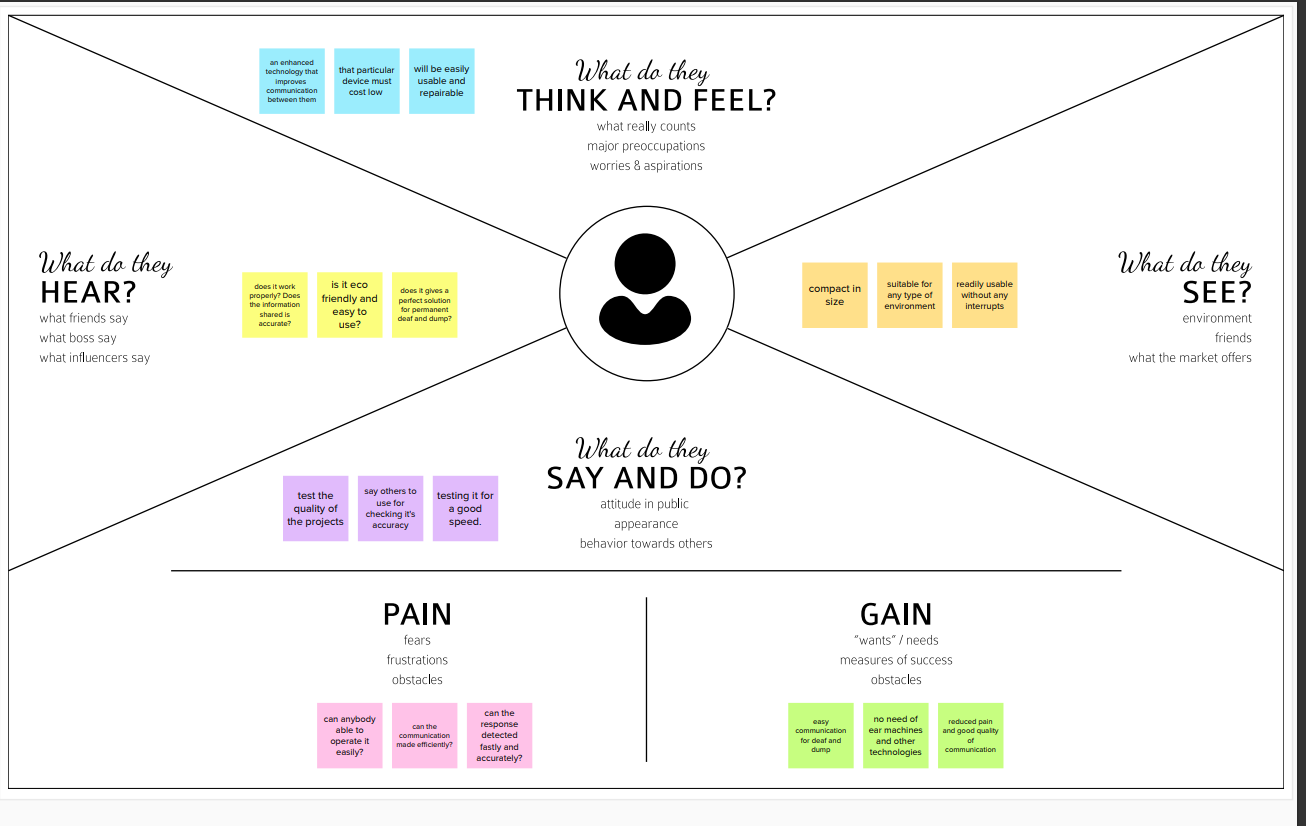 an enhanced
technology that
improves
communication
between them
that particular
device must
cost low
will be easily
usable and
repairable
What do they
THINK AND FEEL?
what really counts
major preoccupations
worries & aspirations
What do they
HEAR?
what friends say
what boss say
what influencers say
does it work
properly? Does
the information
shared is
accurate?
is it eco
friendly and
easy to
use?
does it gives a
perfect solution
for permanent
deaf and dump?
compact in
size
suitable for
any type of
environment
readily usable
without any
interrupts
What do they
SEE?
environment
friends
what the market offers
What do they
SAY AND DO?
attitude in public
appearance
behavior towards others
test the
quality of
the projects
say others to
use for
checking it's
accuracy
testing it for
a good
speed.
PAIN
fears
frustrations
obstacles
can anybody
able to
operate it
easily?
can the
communication
made efficiently?
can the
response
detected
fastly and
accurately?
GAIN
"wants" / needs
measures of success
obstacles
easy
communication
for deaf and
dump
no need of
ear machines
and other
technologies
reduced pain
and good quality
of
communication